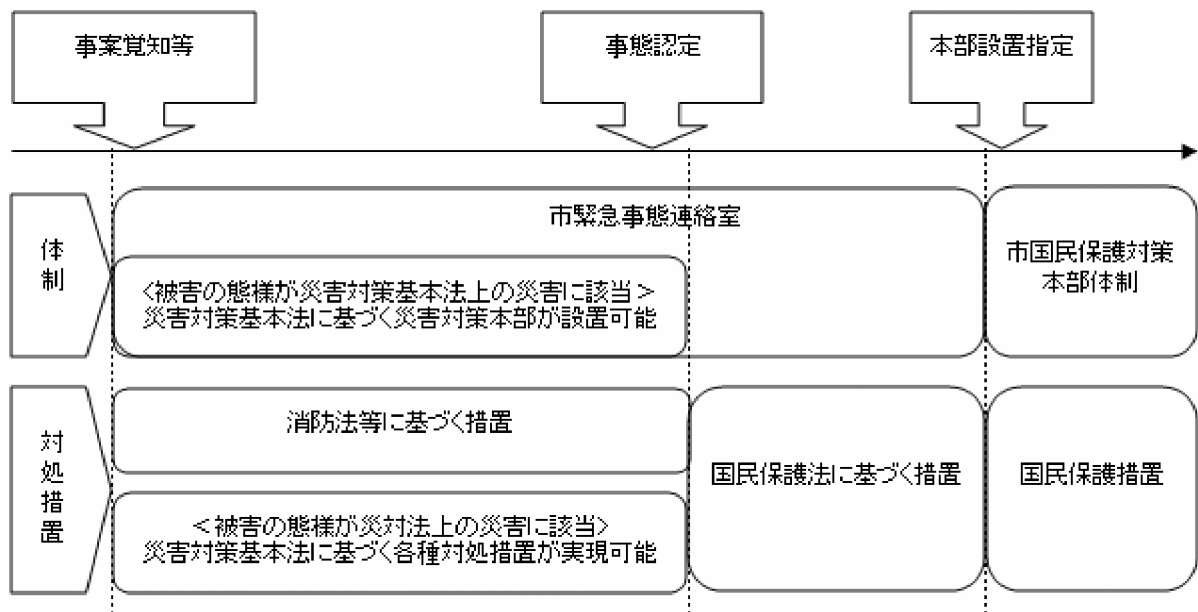 事案覚知等
事態認定
本部設置指定
体制
市緊急事態連絡室
<被害の態様が災害対策基本法上の災害に該当>
災害対策基本法に基づく災害対策本部が設置可能
市国民保護対策
本部体制
対処措置
消防法等に基づく措置
<被害の態様が災対法上の災害に該当>
災害対策基本法に基づく各種対処措置が実現可能
国民保護法に基づく措置
国民保護措置